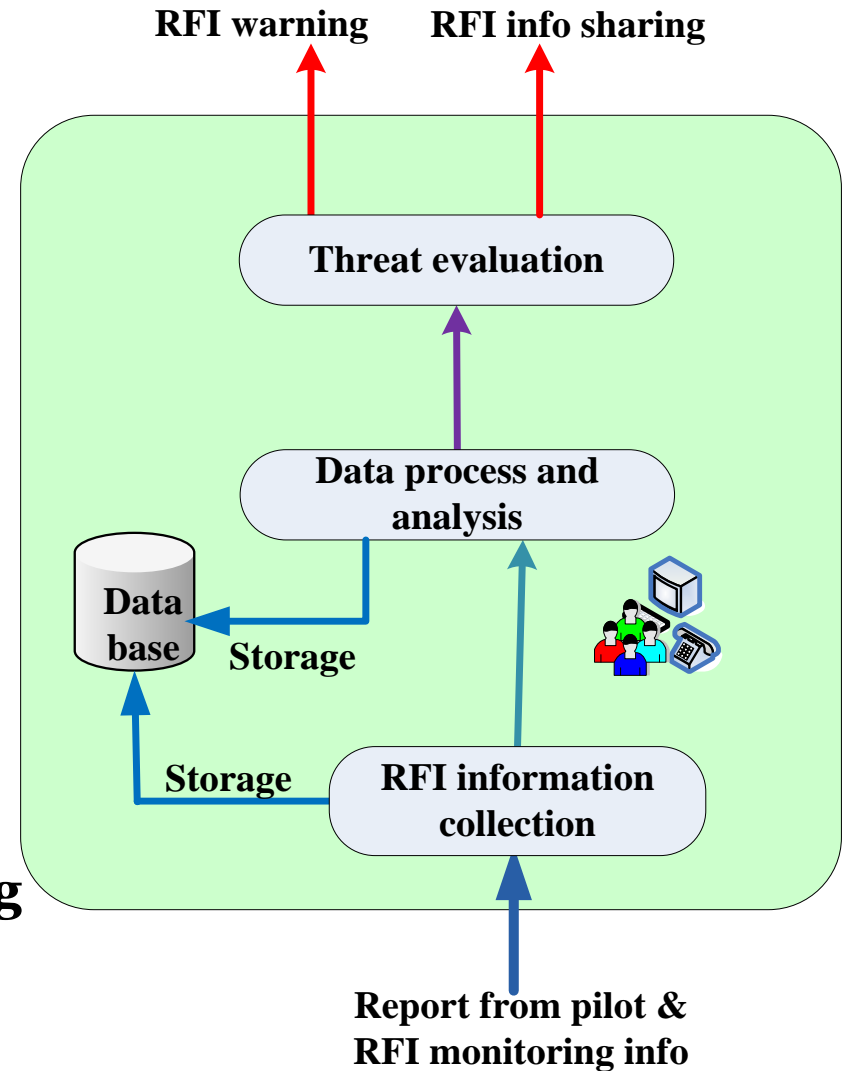 RFI warning
RFI info sharing
Threat evaluation
Data process and
analysis
Data
base
Storage
Storage
RFI information
collection
g
Report from pilot &
RFI monitoring info